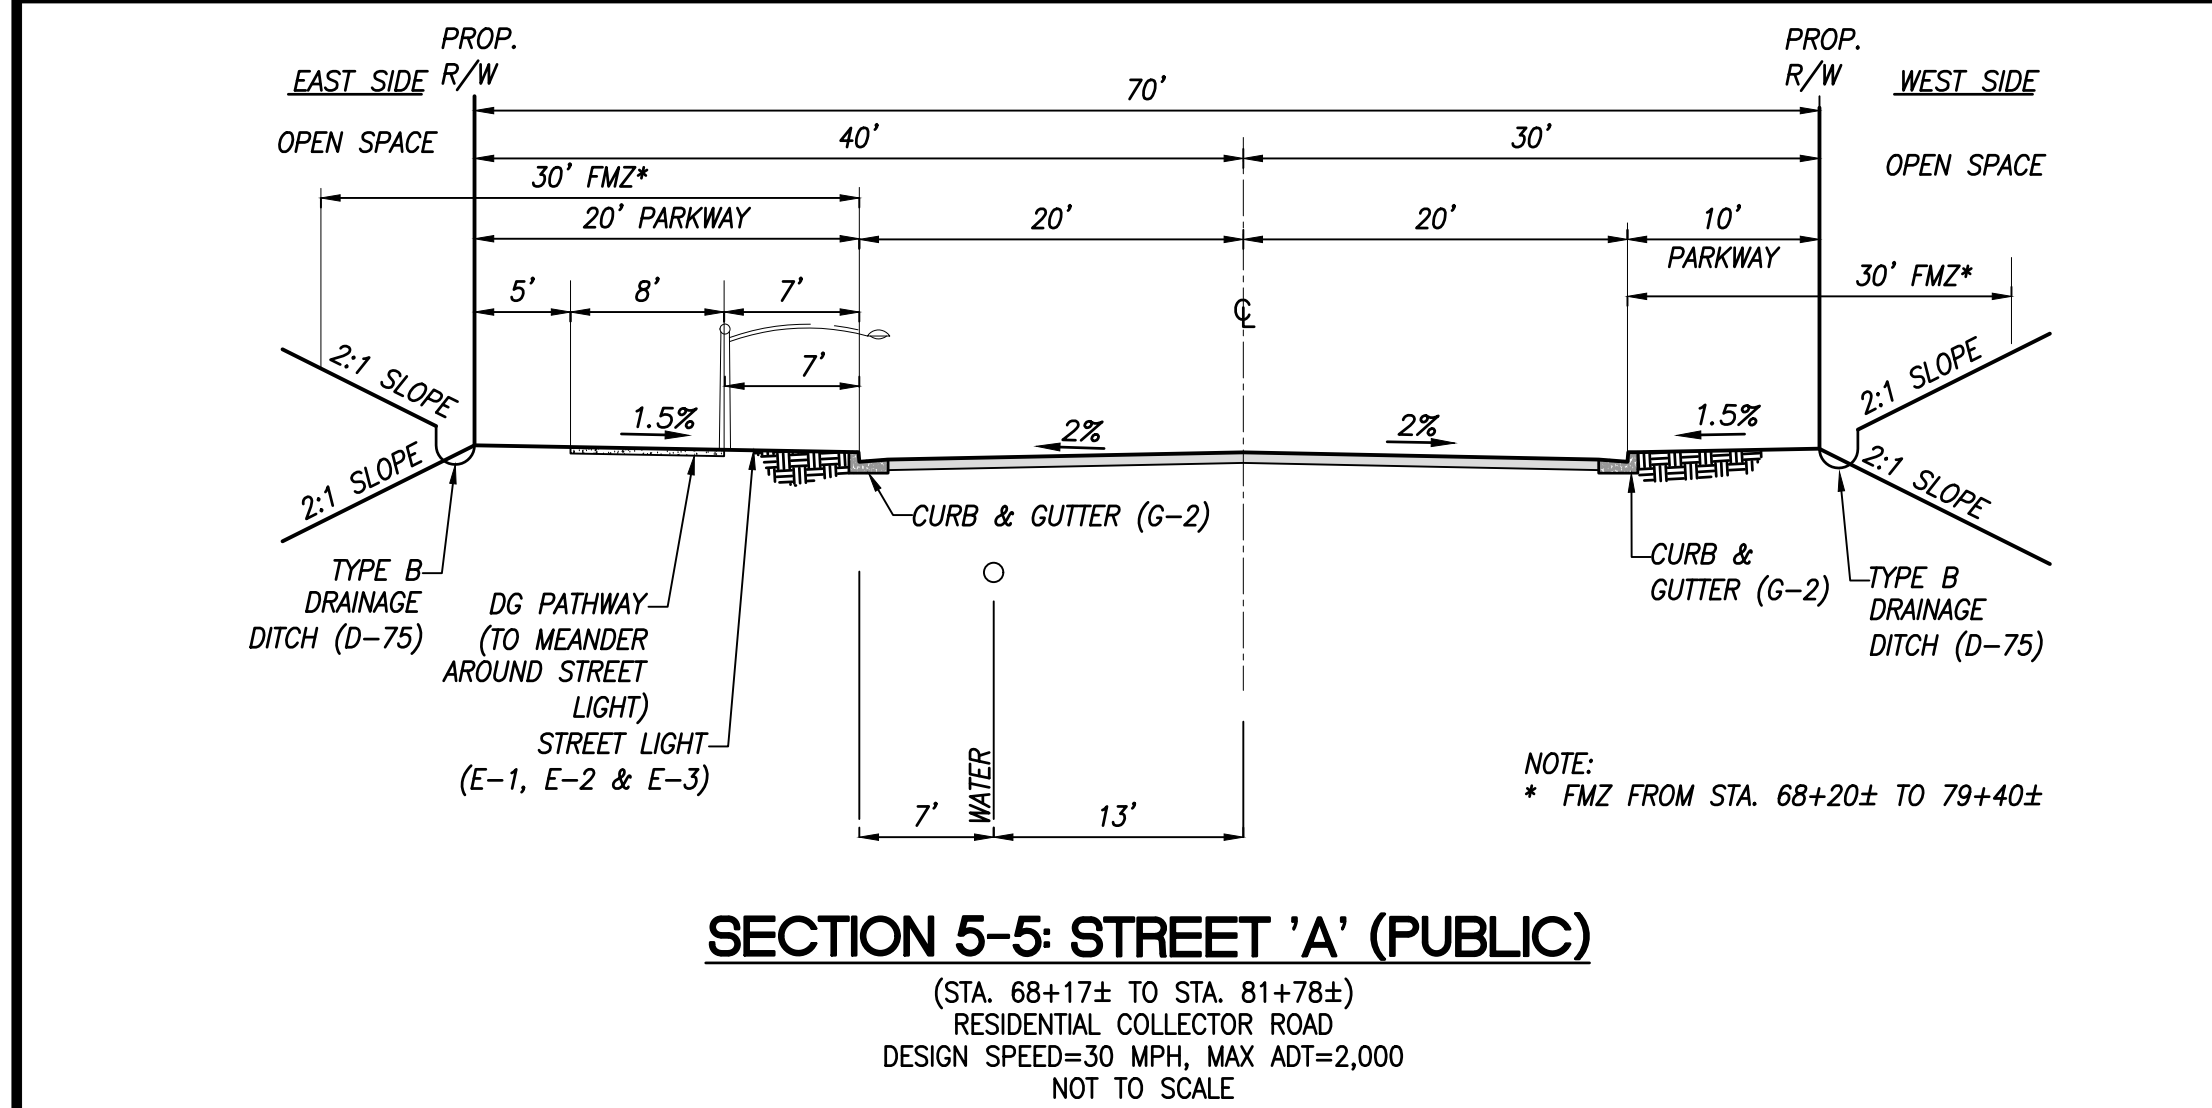 PROP.
R/W
EAST SIDE
OPEN SPACE
PROP.
R/W
WEST SIDE
OPEN SPACE
70'
40'
30'
30' FMZ*
20' PARKWAY
20'
20'
10'
PARKWAY
30' FMZ*
5'
8'
7'
7'
℄
2:1 SLOPE
2:1 SLOPE
1.5%
2%
2%
1.5%
2:1 SLOPE
2:1 SLOPE
CURB & GUTTER (G-2)
CURB &
GUTTER (G-2)
TYPE B
DRAINAGE
DITCH (D-75)
DG PATHWAY
(TO MEANDER
AROUND STREET
LIGHT)
STREET LIGHT
(E-1, E-2 & E-3)
TYPE B
DRAINAGE
DITCH (D-75)
WATER
7'
13'
NOTE:
* FMZ FROM STA. 68+20± TO 79+40±
SECTION 5-5: STREET 'A' (PUBLIC)
(STA. 68+17± TO STA. 81+78±)
RESIDENTIAL COLLECTOR ROAD
DESIGN SPEED=30 MPH, MAX ADT=2,000
NOT TO SCALE